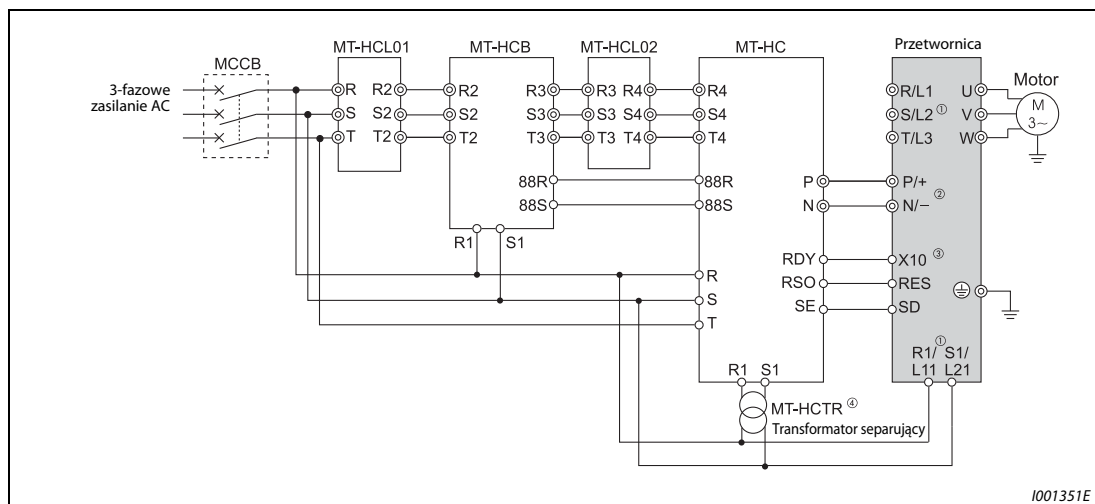 MT-HCL01 MT-HCB MT-HCL02 MT-HC Przetwornica
MCCB
Motor
3-fazowe
zasilanie AC
R R2 R2 R3 R3 R4 R4 R/L1 U
S S2 S2 S3 S3 S4 S4 S/L2 ① V
T T2 T2 T3 T3 T4 T4 T/L3 W
M
3~
88R 88R P P/+
88S 88S N N/− ②
R1 S1
RDY X10 ③
R RSO RES
S SE SD
T
R1/ ① S1/
L11 L21
R1 S1
MT-HCTR ④
Transformator separujący
I001351E